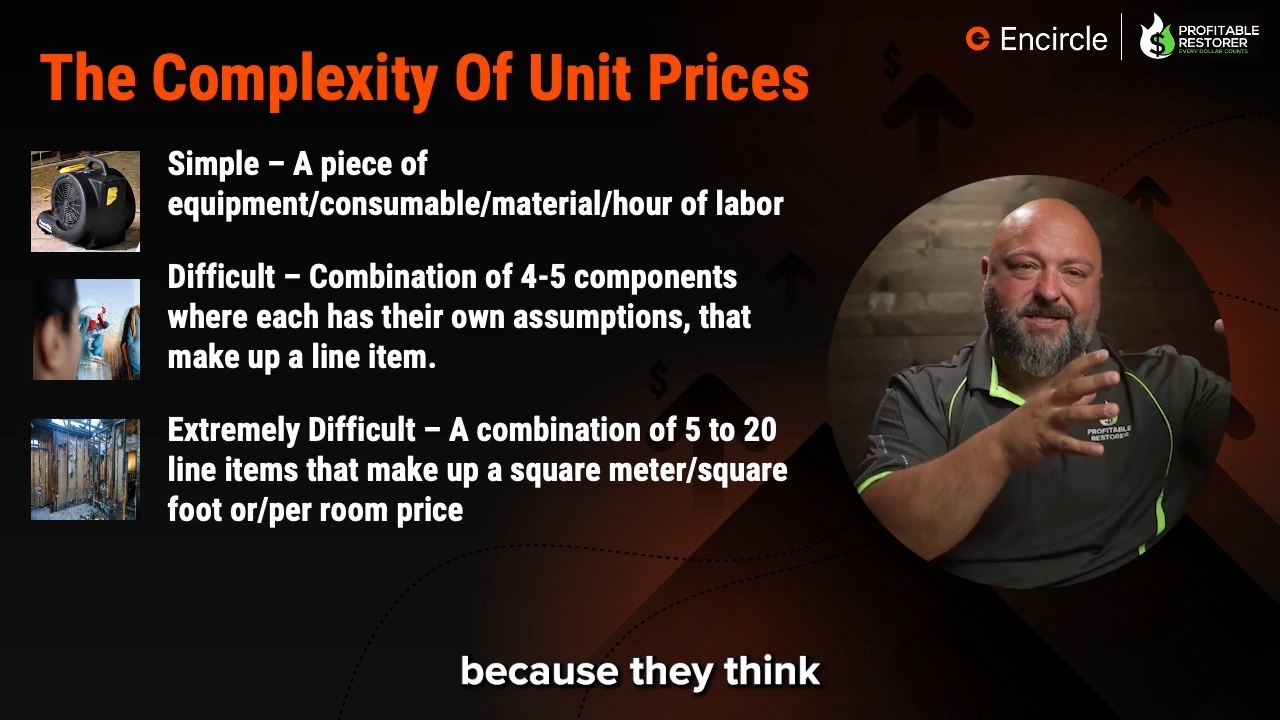 Encircle
PROFITABLE
RESTORER
EVERY DOLLAR COUNTS
The Complexity Of Unit Prices
Simple – A piece of
equipment/consumable/material/hour of labor
Difficult – Combination of 4-5 components
where each has their own assumptions, that
make up a line item.
Extremely Difficult – A combination of 5 to 20
line items that make up a square meter/square
foot or/per room price
$
$
$
PROFITABLE
RESTORER
because they think